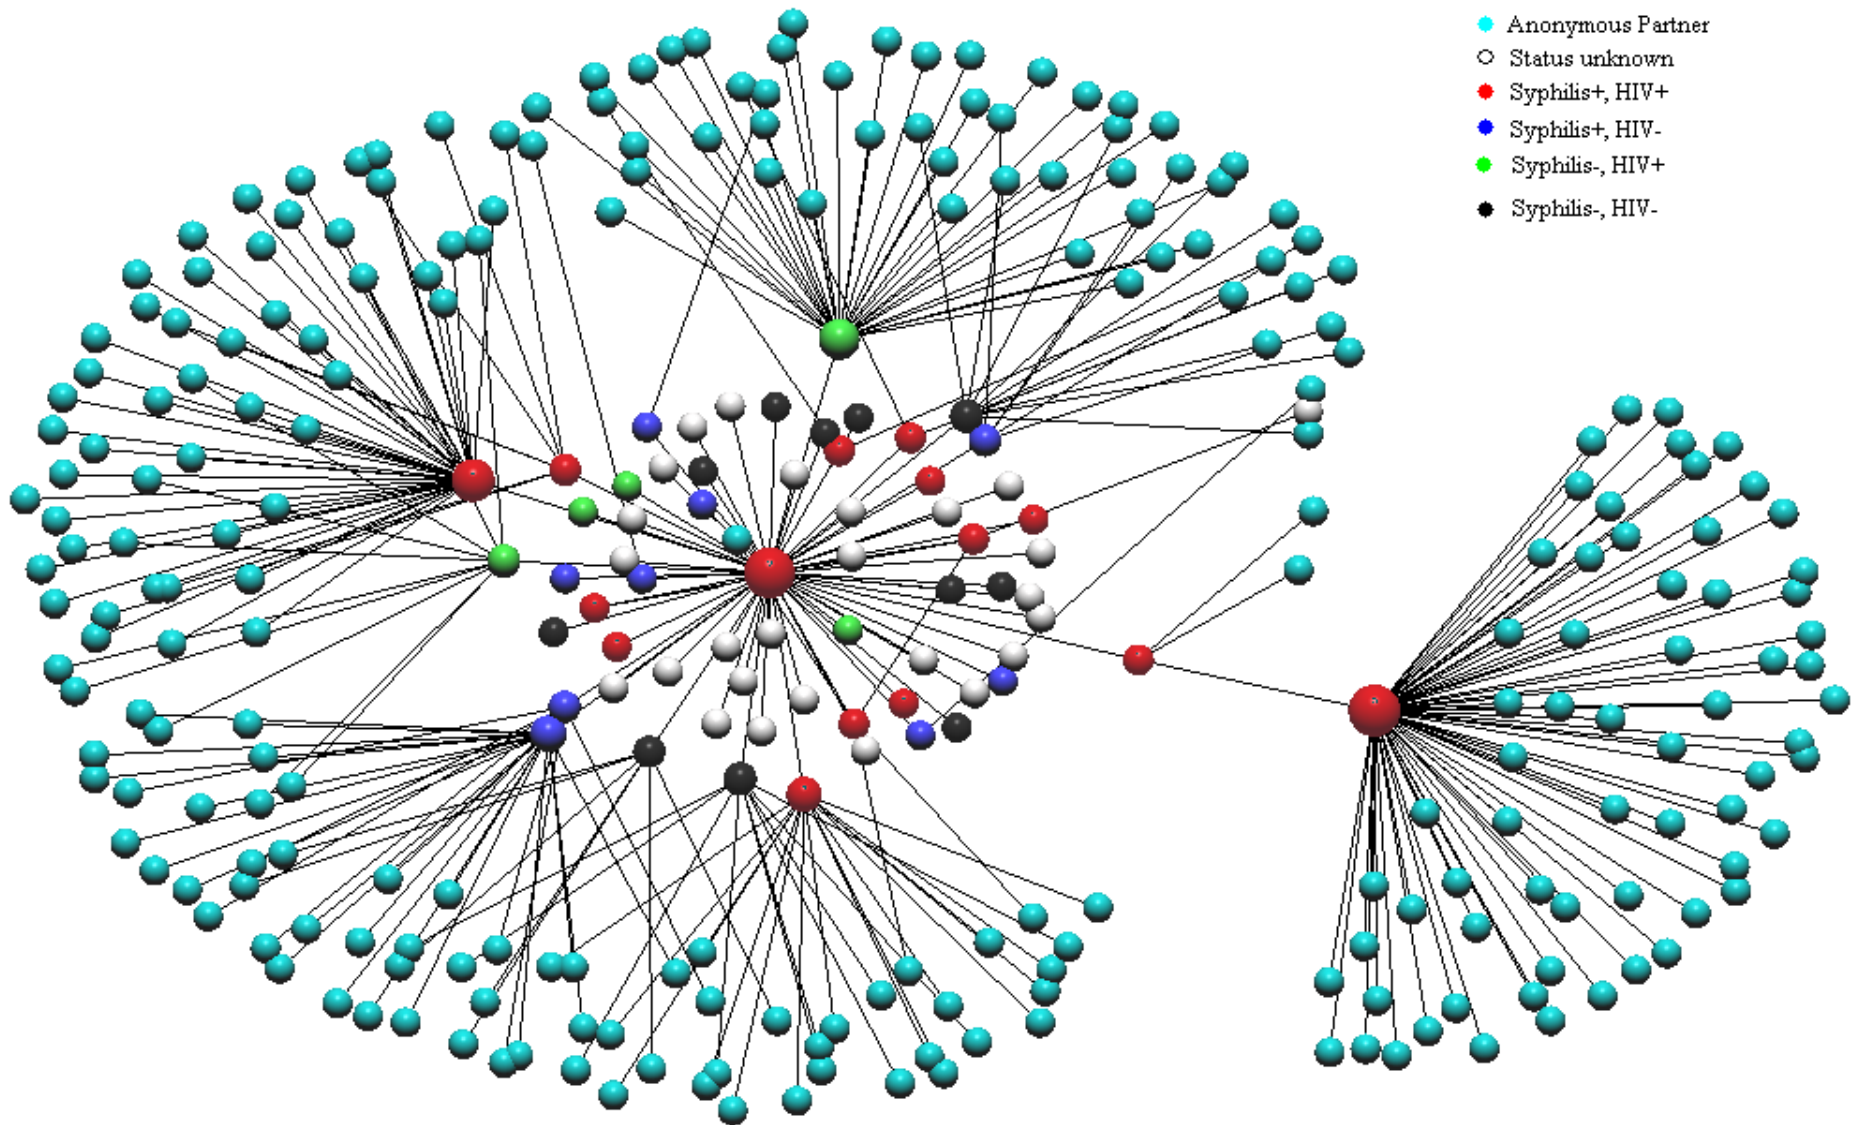 Anonymous Partner
Status unknown
Syphilis+, HIV+
Syphilis+, HIV-
Syphilis-, HIV+
Syphilis-, HIV-